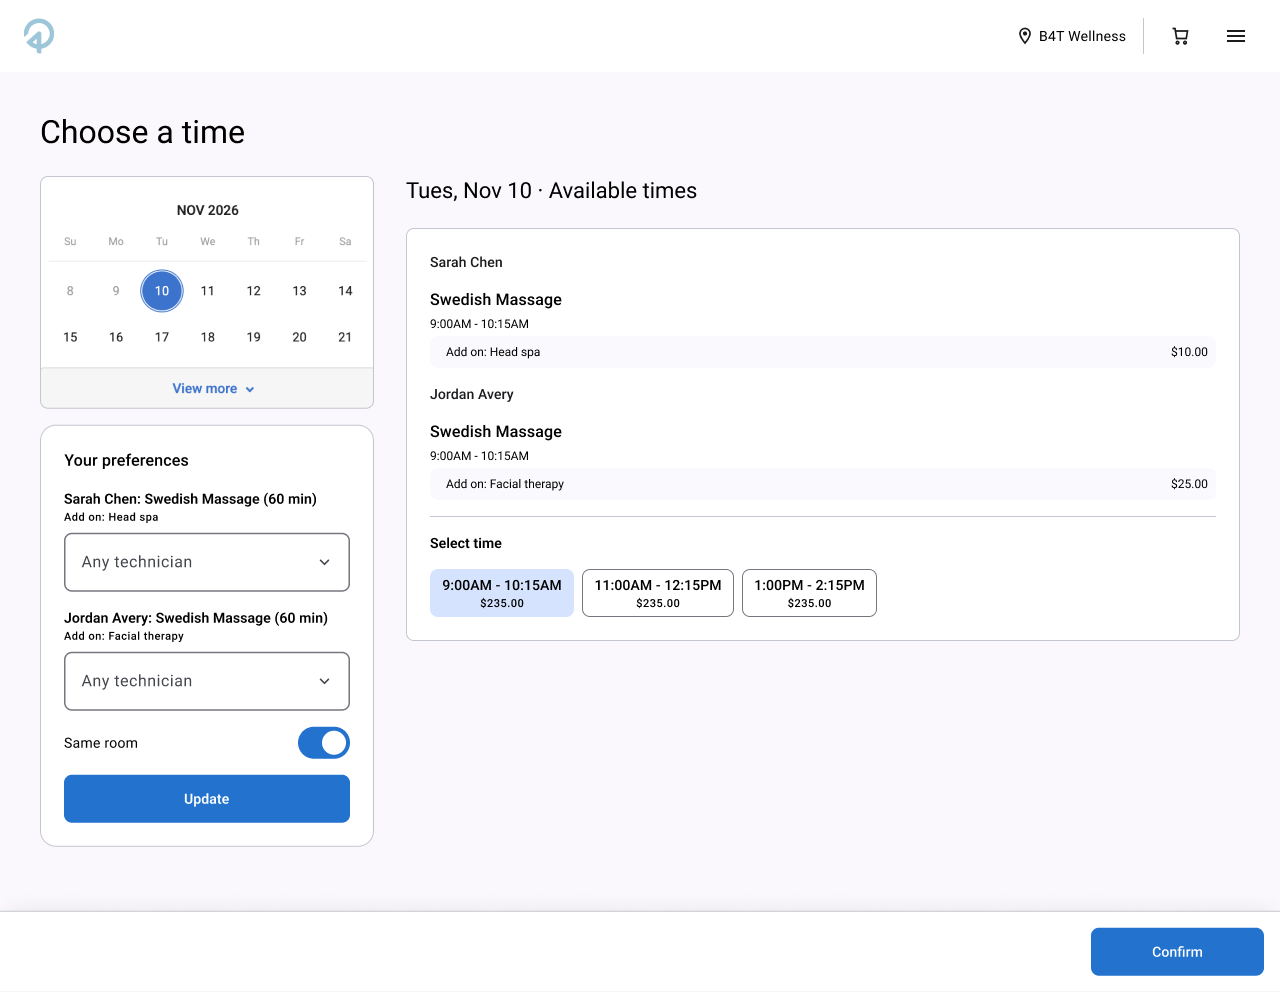 B4T Wellness
Choose a time
NOV 2026
Su Mo Tu We Th Fr Sa
8 9 10 11 12 13 14
15 16 17 18 19 20 21
View more
Your preferences
Sarah Chen: Swedish Massage (60 min)
Add on: Head spa
Any technician
Jordan Avery: Swedish Massage (60 min)
Add on: Facial therapy
Any technician
Same room
Update
Tues, Nov 10 · Available times
Sarah Chen
Swedish Massage
9:00AM - 10:15AM
Add on: Head spa $10.00
Jordan Avery
Swedish Massage
9:00AM - 10:15AM
Add on: Facial therapy $25.00
Select time
9:00AM - 10:15AM 11:00AM - 12:15PM 1:00PM - 2:15PM
$235.00 $235.00 $235.00
Confirm